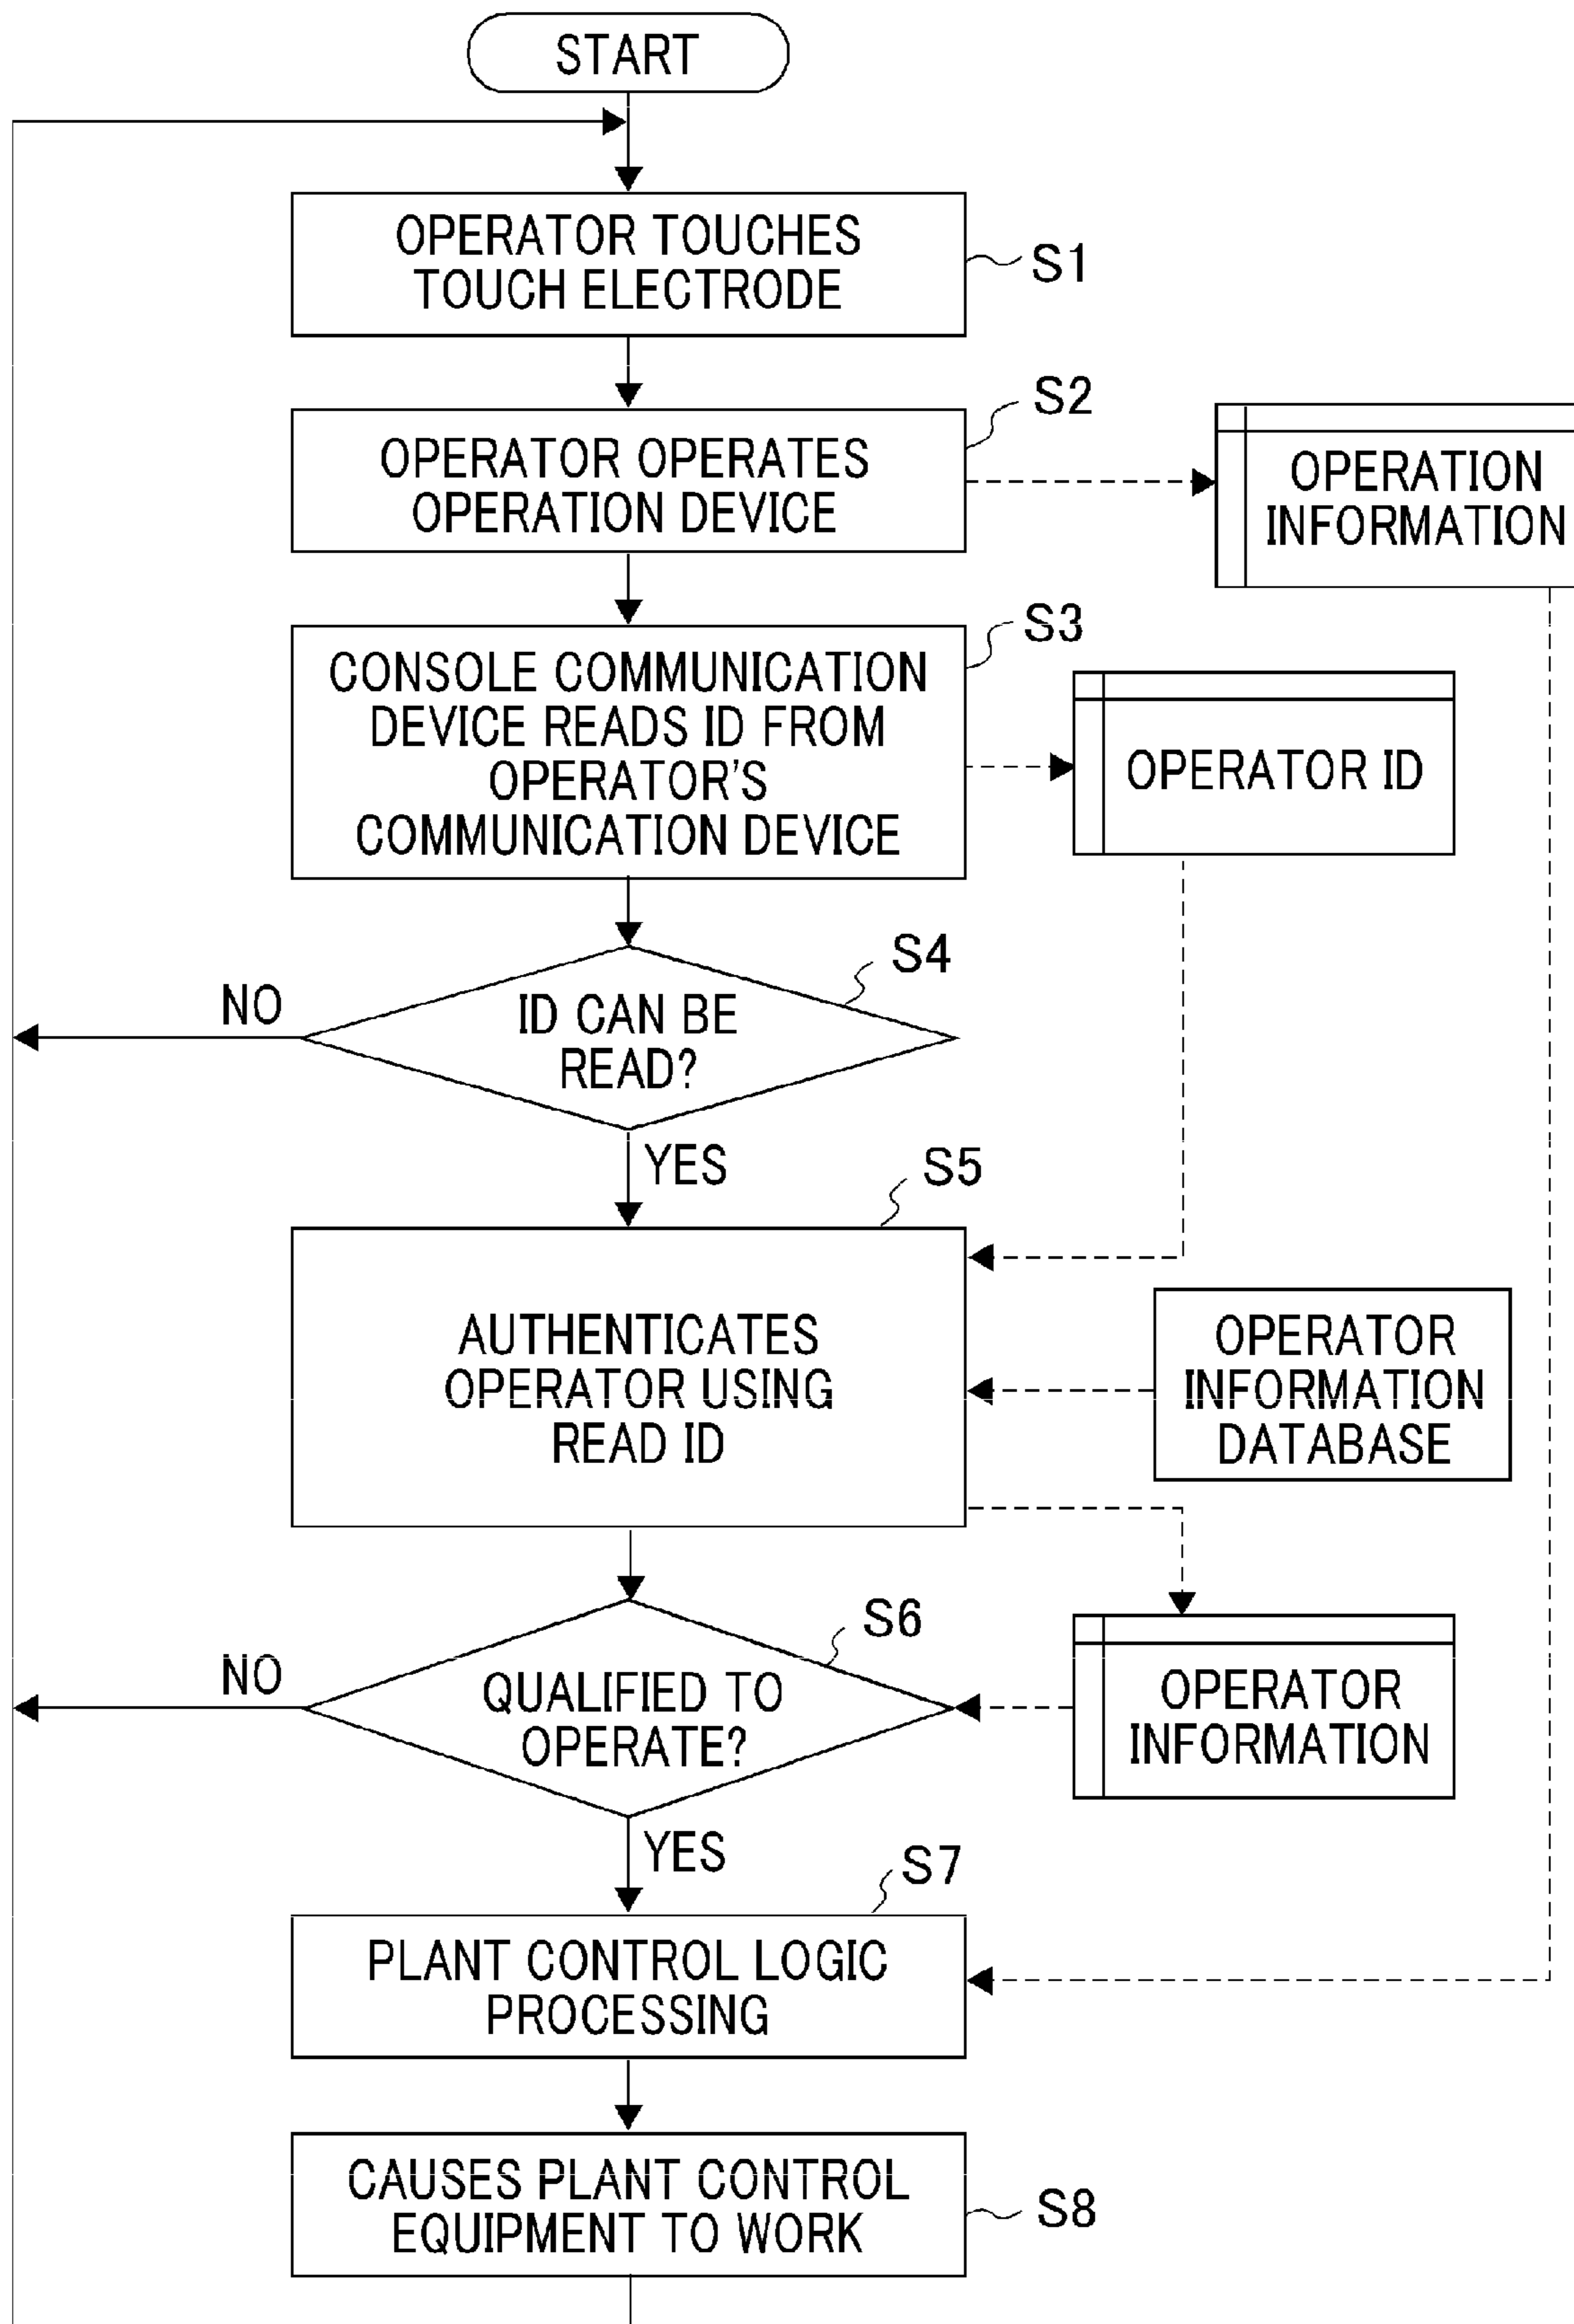 START
OPERATOR TOUCHES
TOUCH ELECTRODE
S1
OPERATOR OPERATES
OPERATION DEVICE
S2
OPERATION
INFORMATION
CONSOLE COMMUNICATION
DEVICE READS ID FROM
OPERATOR'S
COMMUNICATION DEVICE
S3
OPERATOR ID
ID CAN BE
READ?
S4
NO
YES
AUTHENTICATES
OPERATOR USING
READ ID
S5
OPERATOR
INFORMATION
DATABASE
QUALIFIED TO
OPERATE?
S6
NO
OPERATOR
INFORMATION
YES
PLANT CONTROL LOGIC
PROCESSING
S7
CAUSES PLANT CONTROL
EQUIPMENT TO WORK
S8